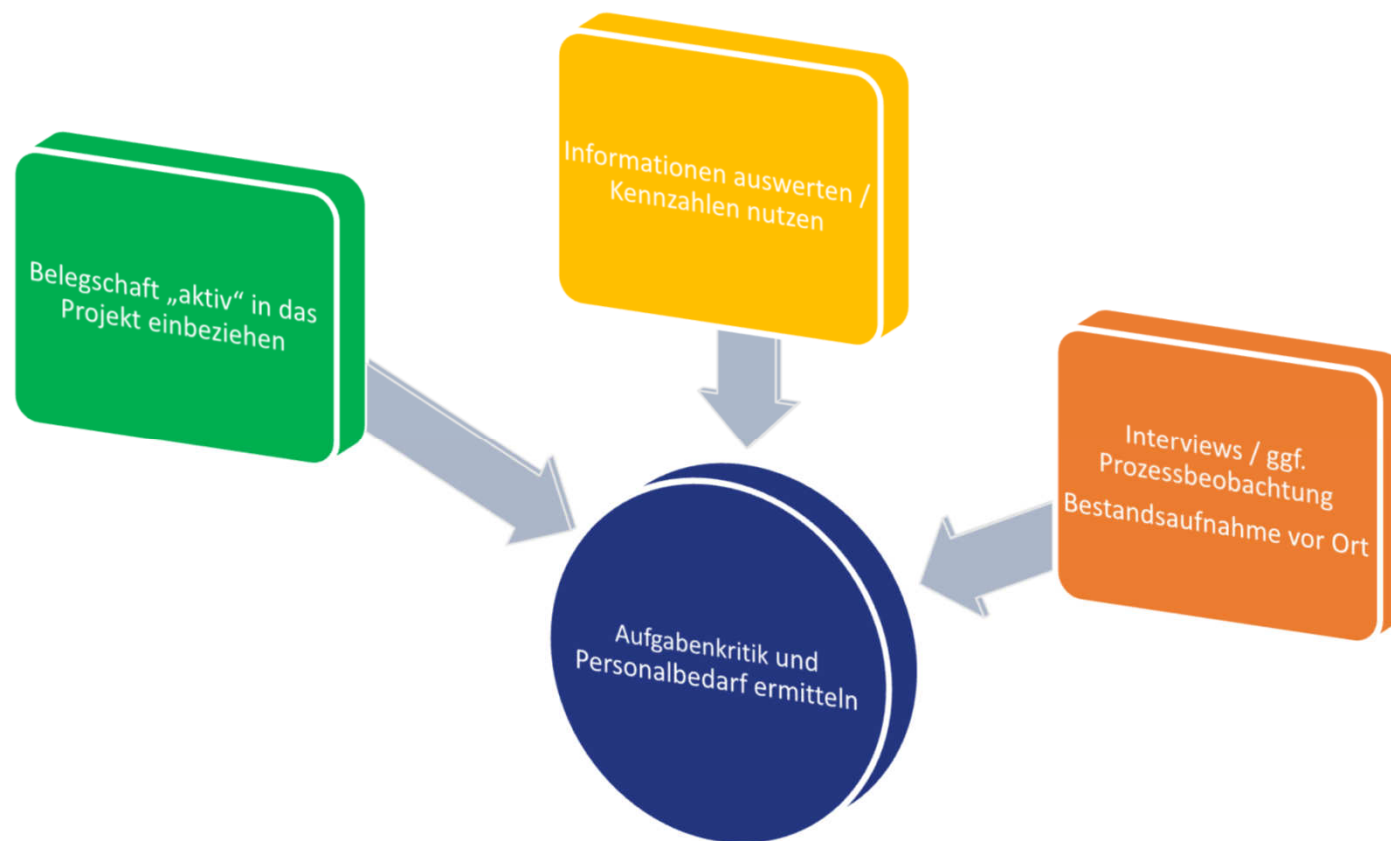 Belegschaft „aktiv“ in das
Projekt einbeziehen
Informationen auswerten /
Kennzahlen nutzen
Interviews / ggf.
Prozessbeobachtung
Bestandsaufnahme vor Ort
Aufgabenkritik und
Personalbedarf ermitteln